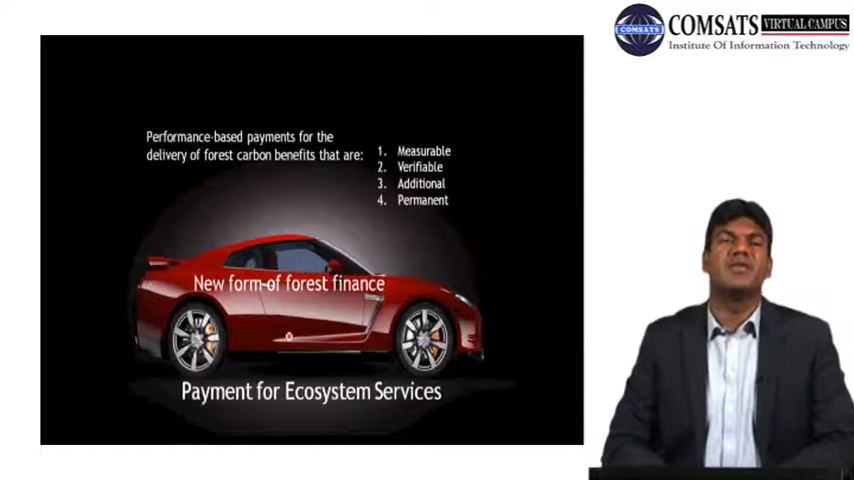 COMSATS
COMSATS VIRTUAL CAMPUS
Institute Of Information Technology
Performance-based payments for the
delivery of forest carbon benefits that are:
1. Measurable
2. Verifiable
3. Additional
4. Permanent
New form of forest finance
Payment for Ecosystem Services